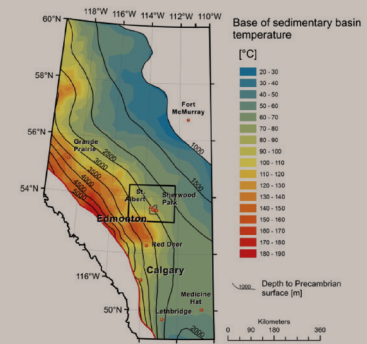 118°W 116°W 114°W 112°W 110°W
60°N
58°N
56°N
54°N
116°W
50°N
Fort
McMurray
Grande
Prairie
St.
Albert
Sherwood
Park
Edmonton
Red Deer
Calgary
Medicine
Hat
Lethbridge
1000
1500
2500
3000
3500
2000
Base of sedimentary basin
temperature
[°C]
20 - 30
30 - 40
40 - 50
50 - 60
60 - 70
70 - 80
80 - 90
90 - 100
100 - 110
110 - 120
120 - 130
130 - 140
140 - 150
150 - 160
160 - 170
170 - 180
180 - 190
1000
Depth to Precambrian
surface [m]
Kilometers
0 180 360